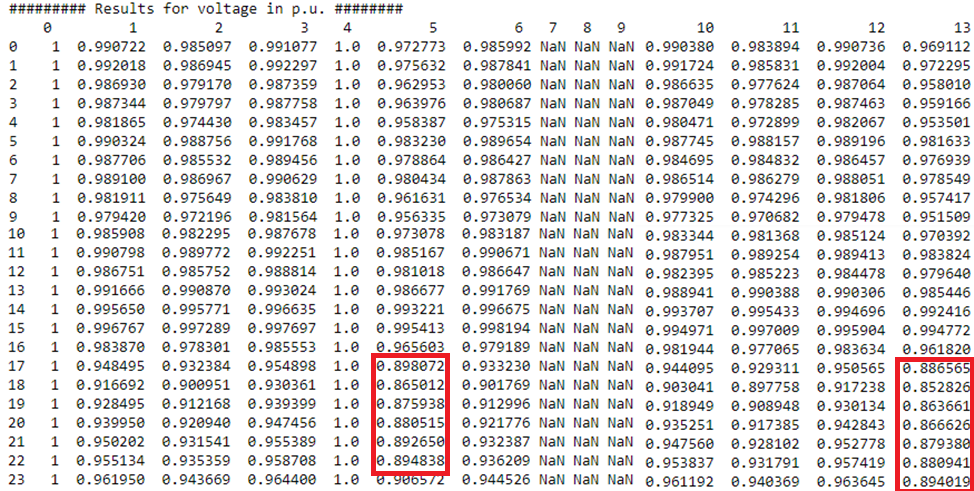 ######### Results for voltage in p.u. ########
0 1 2 3 4 5 6 7 8 9 10 11 12 13
0 1 0.990722 0.985097 0.991077 1.0 0.972773 0.985992 NaN NaN NaN 0.990380 0.983894 0.990736 0.969112
1 1 0.992018 0.986945 0.992297 1.0 0.975632 0.987841 NaN NaN NaN 0.991724 0.985831 0.992004 0.972295
2 1 0.986930 0.979170 0.987359 1.0 0.962953 0.980060 NaN NaN NaN 0.986635 0.977624 0.987064 0.958010
3 1 0.987344 0.979797 0.987758 1.0 0.963976 0.980687 NaN NaN NaN 0.987049 0.978285 0.987463 0.959166
4 1 0.981865 0.974430 0.983457 1.0 0.958387 0.975315 NaN NaN NaN 0.980471 0.972899 0.982067 0.953501
5 1 0.990324 0.988756 0.991768 1.0 0.983230 0.989654 NaN NaN NaN 0.987745 0.988157 0.989196 0.981633
6 1 0.987706 0.985532 0.989456 1.0 0.978864 0.986427 NaN NaN NaN 0.984695 0.984832 0.986457 0.976939
7 1 0.989100 0.986967 0.990629 1.0 0.980434 0.987863 NaN NaN NaN 0.986514 0.986279 0.988051 0.978549
8 1 0.981911 0.975649 0.983810 1.0 0.961631 0.976534 NaN NaN NaN 0.979900 0.974296 0.981806 0.957417
9 1 0.979420 0.972196 0.981564 1.0 0.956335 0.973079 NaN NaN NaN 0.977325 0.970682 0.979478 0.951509
10 1 0.985908 0.982295 0.987678 1.0 0.973078 0.983187 NaN NaN NaN 0.983344 0.981368 0.985124 0.970392
11 1 0.990798 0.989772 0.992251 1.0 0.985167 0.990671 NaN NaN NaN 0.987951 0.989254 0.989413 0.983824
12 1 0.986751 0.985752 0.988814 1.0 0.981018 0.986647 NaN NaN NaN 0.982395 0.985223 0.984478 0.979640
13 1 0.991666 0.990870 0.993024 1.0 0.986677 0.991769 NaN NaN NaN 0.988941 0.990388 0.990306 0.985446
14 1 0.995650 0.995771 0.996635 1.0 0.993221 0.996675 NaN NaN NaN 0.993707 0.995433 0.994696 0.992416
15 1 0.996767 0.997289 0.997697 1.0 0.995413 0.998194 NaN NaN NaN 0.994971 0.997009 0.995904 0.994772
16 1 0.983870 0.978301 0.985553 1.0 0.965603 0.979189 NaN NaN NaN 0.981944 0.977065 0.983634 0.961820
17 1 0.948495 0.932384 0.954898 1.0 0.898072 0.933230 NaN NaN NaN 0.944095 0.929311 0.950565 0.886565
18 1 0.916692 0.900951 0.930361 1.0 0.865012 0.901769 NaN NaN NaN 0.903041 0.897758 0.917238 0.852826
19 1 0.928495 0.912168 0.939399 1.0 0.875938 0.912996 NaN NaN NaN 0.918949 0.908948 0.930134 0.863661
20 1 0.939950 0.920940 0.947456 1.0 0.880515 0.921776 NaN NaN NaN 0.935251 0.917385 0.942843 0.866626
21 1 0.950202 0.931541 0.955389 1.0 0.892650 0.932387 NaN NaN NaN 0.947560 0.928102 0.952778 0.879380
22 1 0.955134 0.935359 0.958708 1.0 0.894838 0.936209 NaN NaN NaN 0.953837 0.931791 0.957419 0.880941
23 1 0.961950 0.943669 0.964400 1.0 0.906572 0.944526 NaN NaN NaN 0.961192 0.940369 0.963645 0.894019